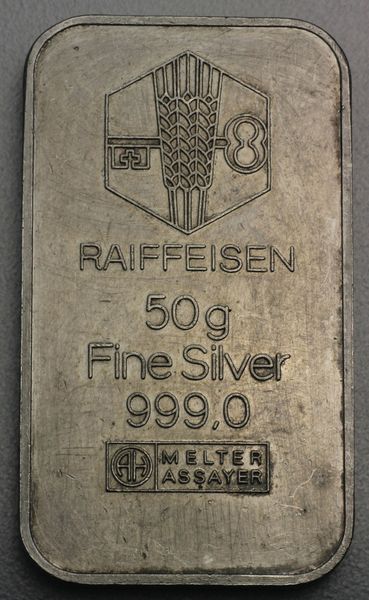 RAIFFEISEN
50g
Fine Silver
999,0
MELTER
ASSAYER